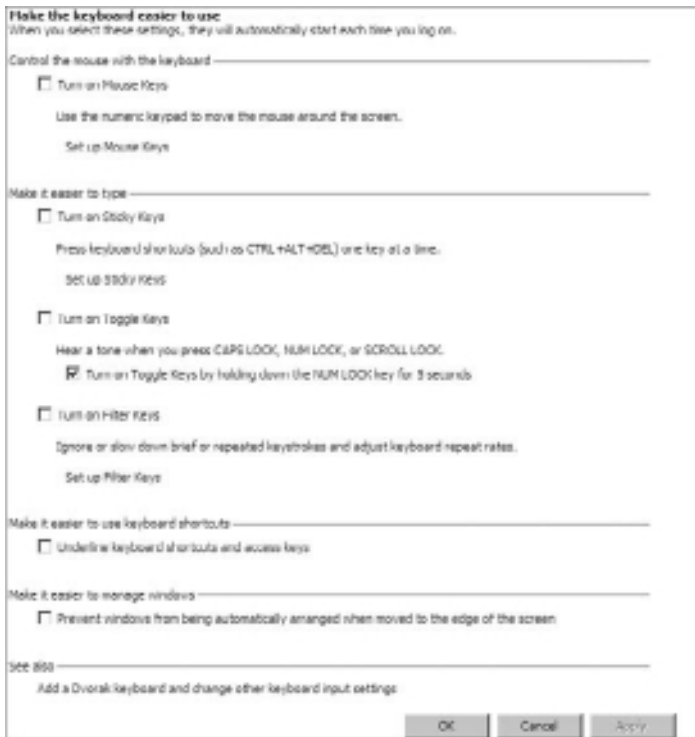 Make the keyboard easier to use
When you select these settings, they will automatically start each time you log on.
Control the mouse with the keyboard
Turn on Mouse Keys
Use the numeric keypad to move the mouse around the screen.
Set up Mouse Keys
Make it easier to type
Turn on Sticky Keys
Press keyboard shortcuts (such as CTRL+ALT+DEL) one key at a time.
Set up Sticky Keys
Turn on Toggle Keys
Hear a tone when you press CAPS LOCK, NUM LOCK, or SCROLL LOCK.
Turn on Toggle Keys by holding down the NUM LOCK key for 5 seconds
Turn on Filter Keys
Ignore or slow down brief or repeated keystrokes and adjust keyboard repeat rates.
Set up Filter Keys
Make it easier to use keyboard shortcuts
Underline keyboard shortcuts and access keys
Make it easier to manage windows
Prevent windows from being automatically arranged when moved to the edge of the screen
See also
Add a Dvorak keyboard and change other keyboard input settings
OK Cancel Apply